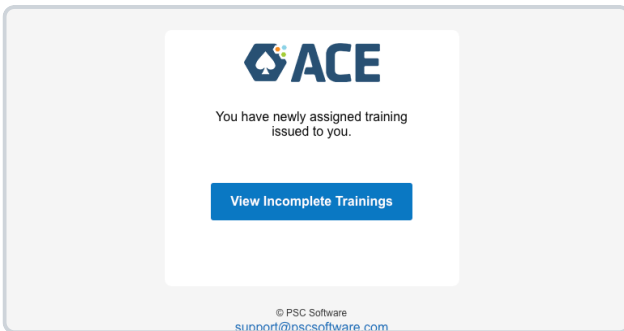 ACE
You have newly assigned training
issued to you.
View Incomplete Trainings
© PSC Software
support@pscsoftware.com